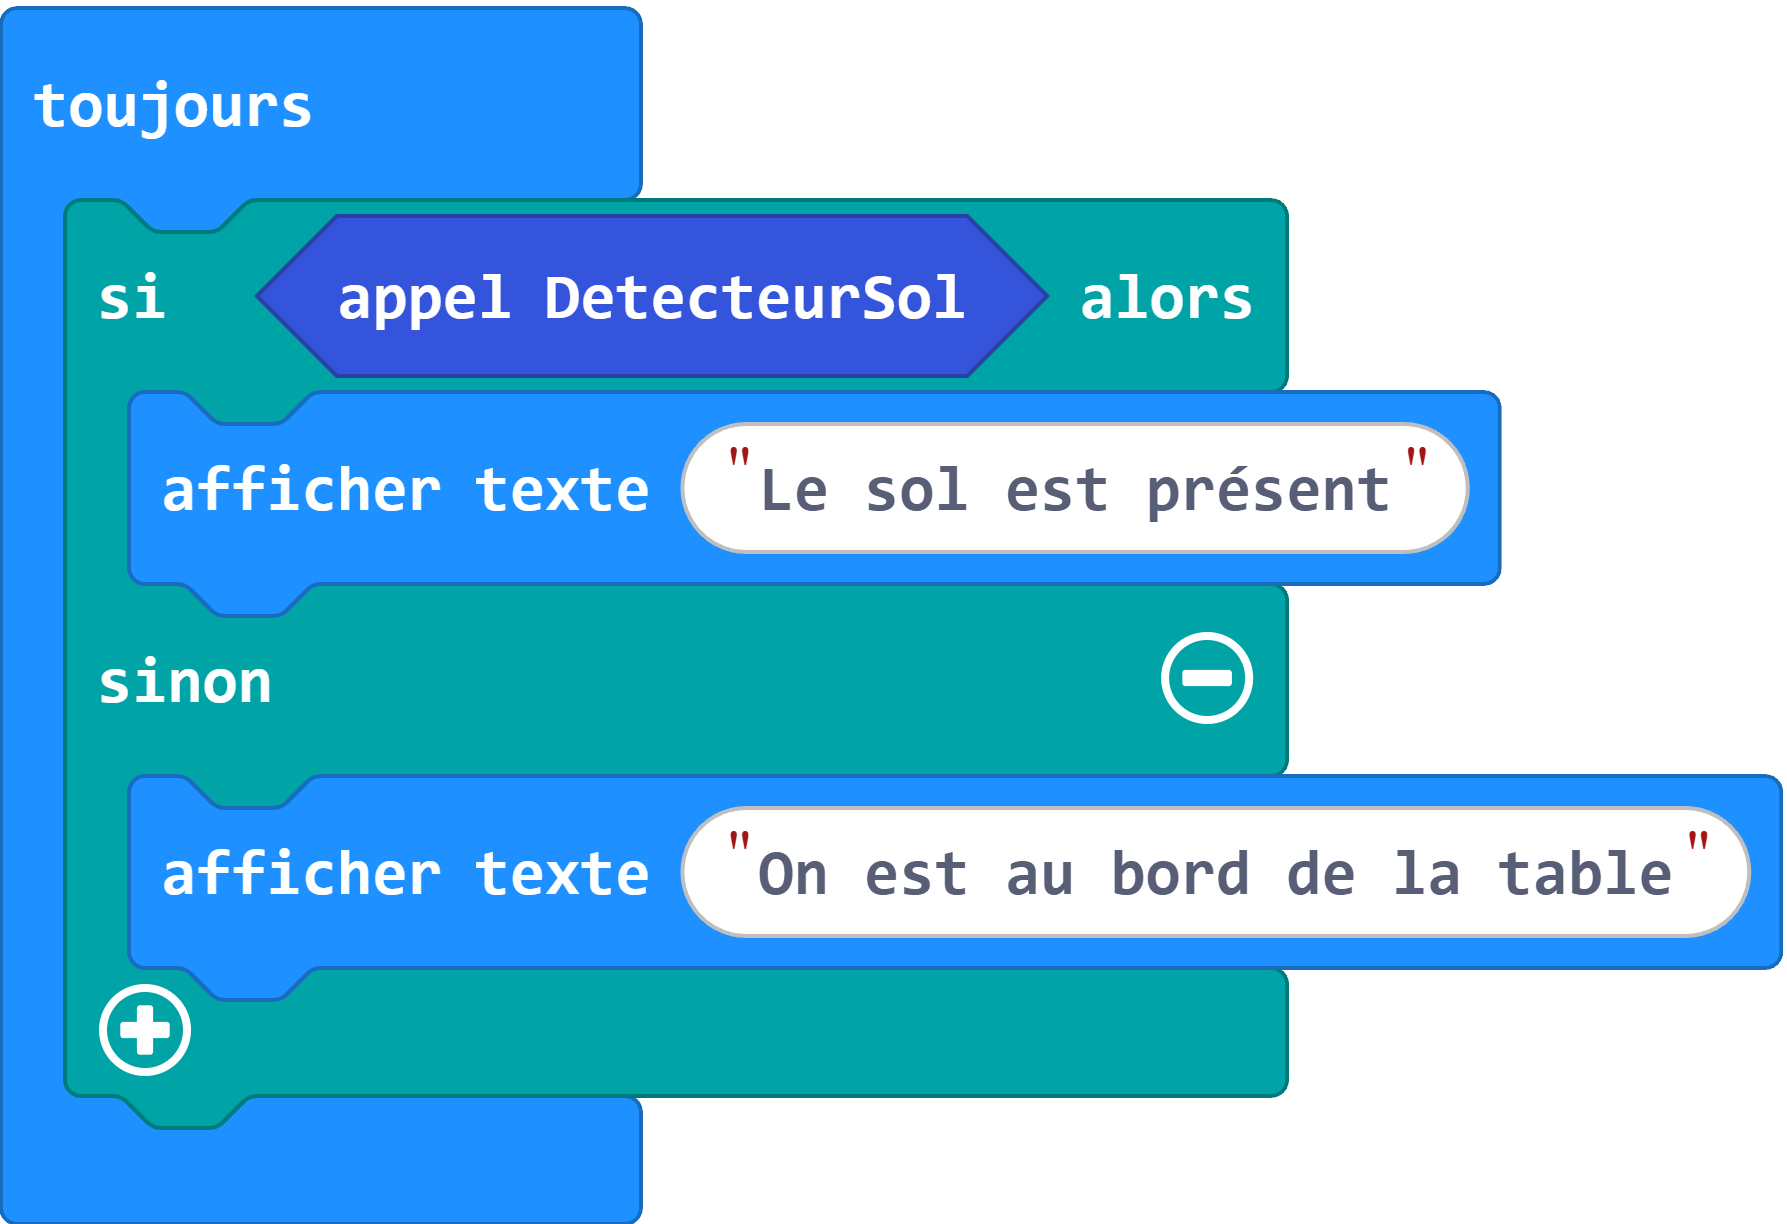 toujours
si appel DetecteurSol alors
afficher texte "Le sol est présent"
sinon
afficher texte "On est au bord de la table"